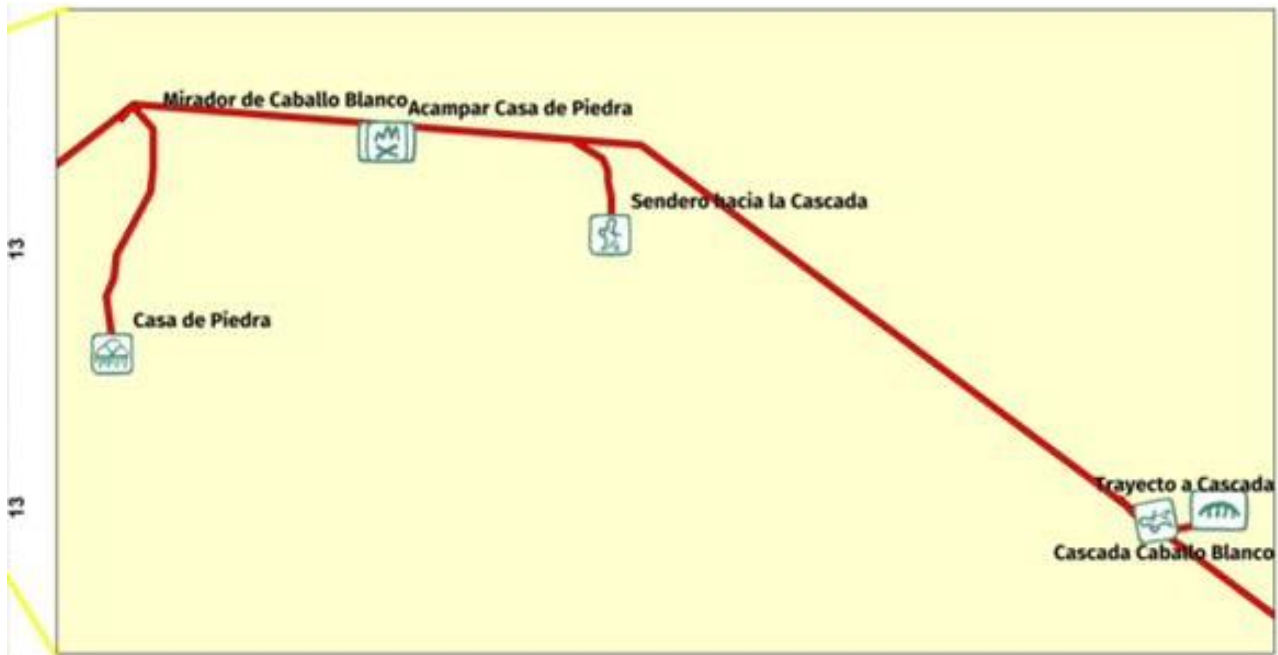 Mirador de Caballo Blanco
Acampar Casa de Piedra
Sendero hacia la Cascada
13
Casa de Piedra
Trayecto a Cascada
13
Cascada Caballo Blanco